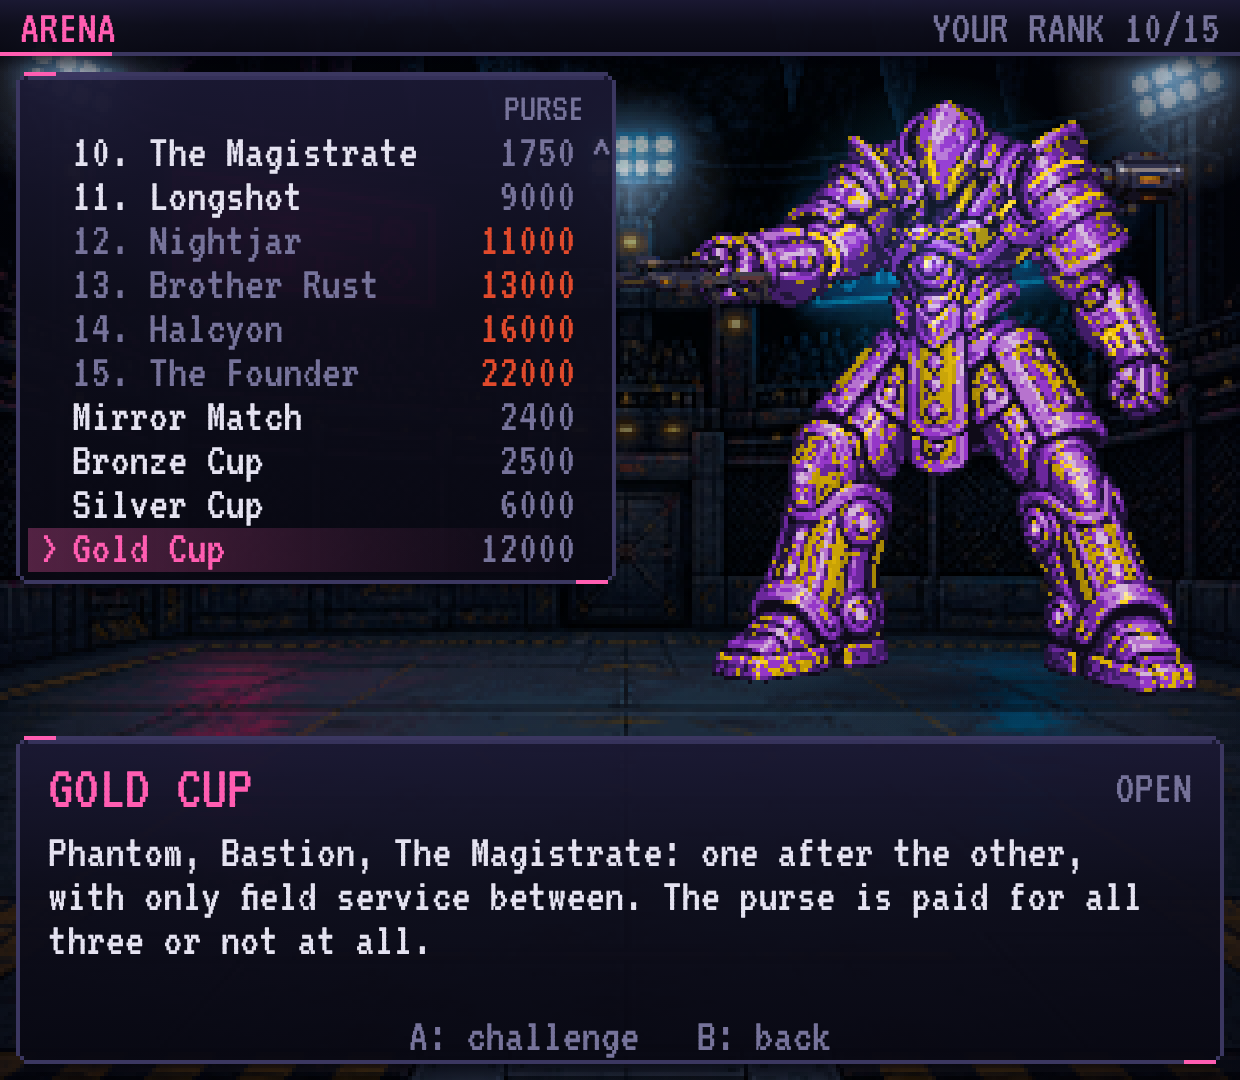 ARENA
YOUR RANK 10/15
PURSE
10. The Magistrate 1750 ^
11. Longshot 9000
12. Nightjar 11000
13. Brother Rust 13000
14. Halcyon 16000
15. The Founder 22000
Mirror Match 2400
Bronze Cup 2500
Silver Cup 6000
> Gold Cup 12000
GOLD CUP
OPEN
Phantom, Bastion, The Magistrate: one after the other,
with only field service between. The purse is paid for all
three or not at all.
A: challenge B: back